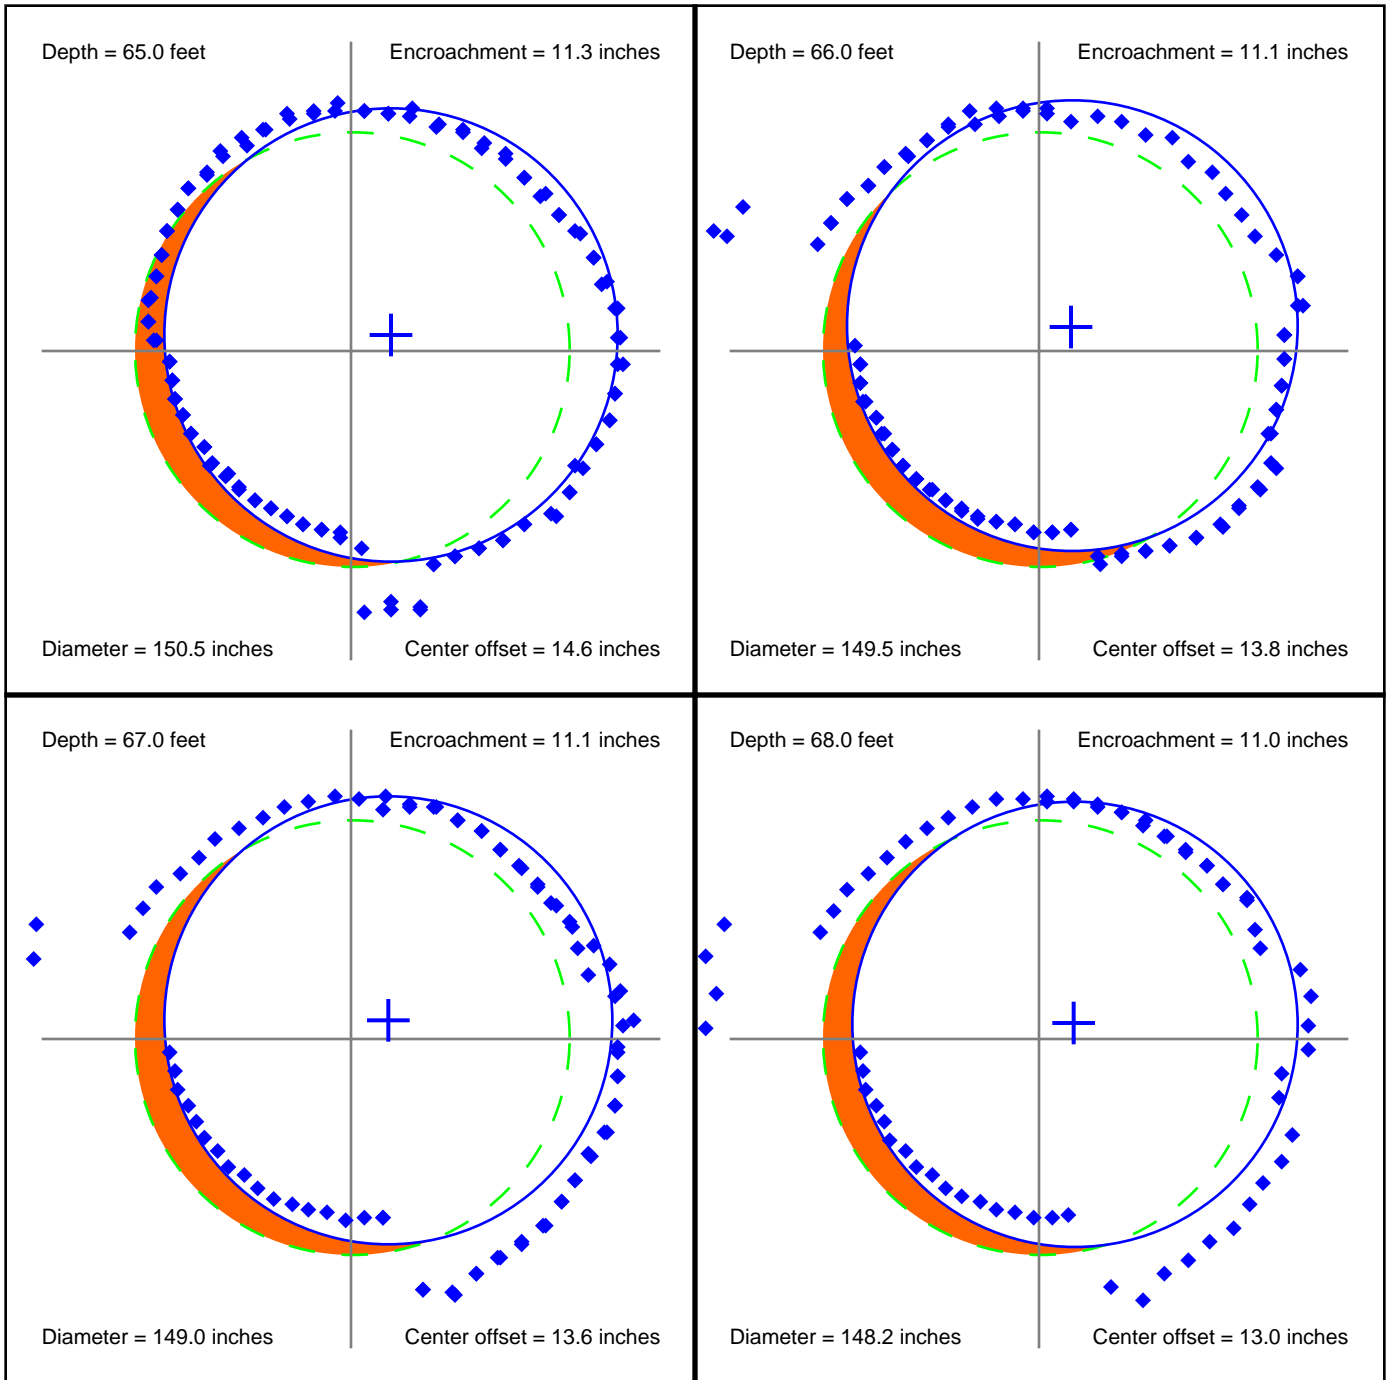 Depth = 65.0 feet
Encroachment = 11.3 inches
Diameter = 150.5 inches
Center offset = 14.6 inches
Depth = 66.0 feet
Encroachment = 11.1 inches
Diameter = 149.5 inches
Center offset = 13.8 inches
Depth = 67.0 feet
Encroachment = 11.1 inches
Diameter = 149.0 inches
Center offset = 13.6 inches
Depth = 68.0 feet
Encroachment = 11.0 inches
Diameter = 148.2 inches
Center offset = 13.0 inches